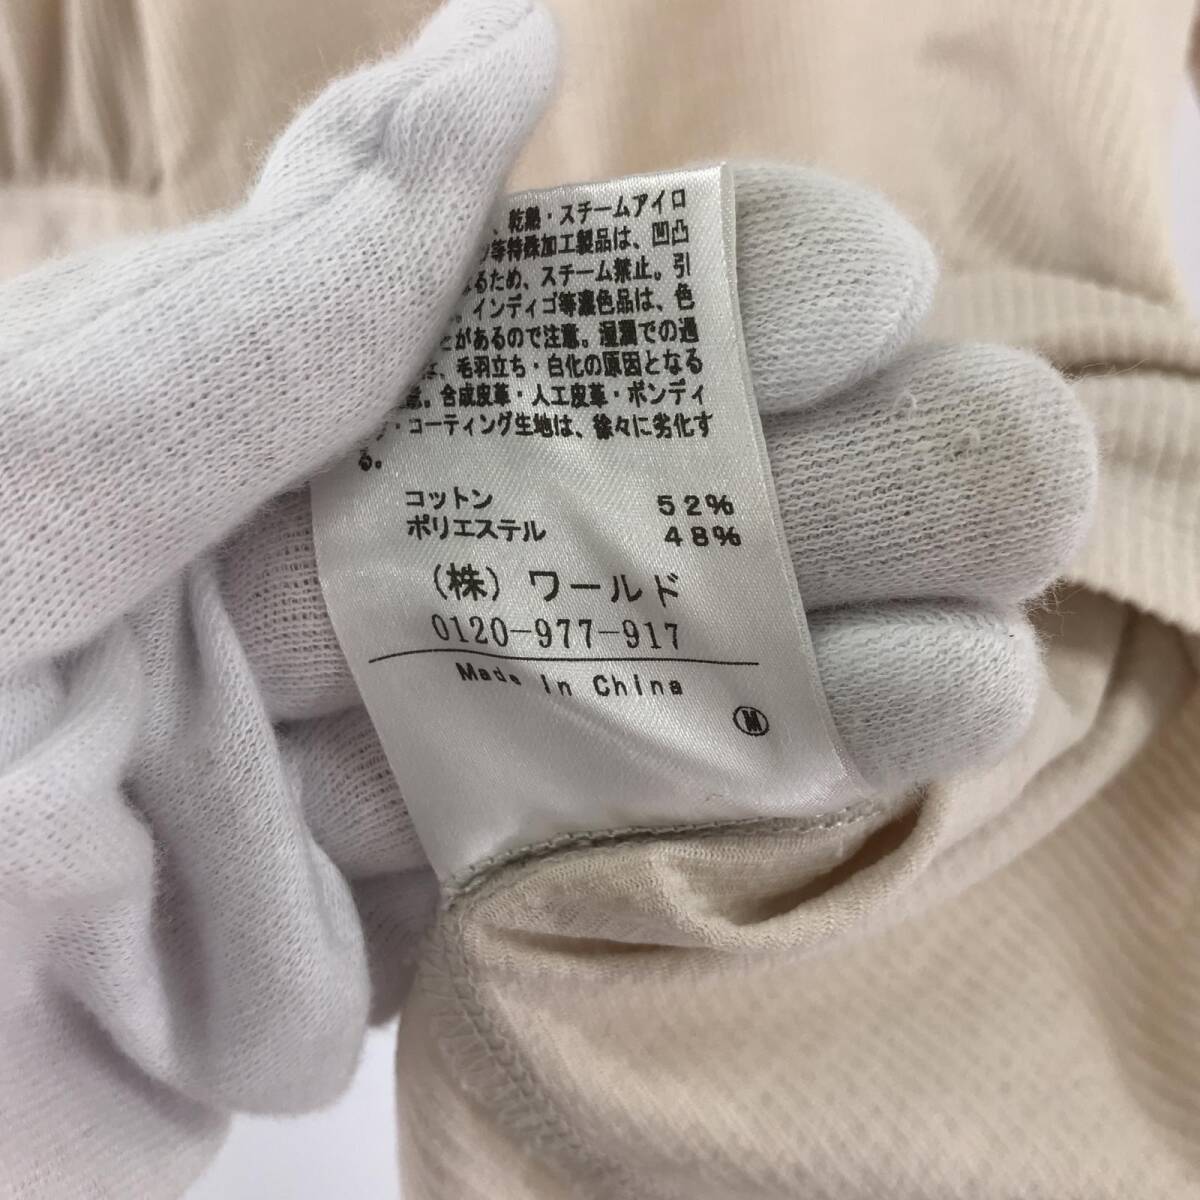 、乾熱・スチームアイロ
等特殊加工製品は、凹凸
るため、スチーム禁止。引
。インディゴ等濃色品は、色
とがあるので注意。湿潤での過
は、毛羽立ち・白化の原因となる
意。合成皮革・人工皮革・ボンディ
グ・コーティング生地は、徐々に劣化す
る。
コットン 52%
ポリエステル 48%
(株) ワールド
0120-977-917
Made in China
M